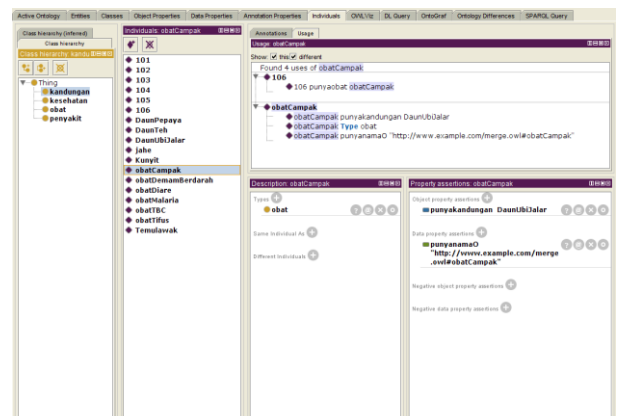 Active Ontology Entities Classes Object Properties Data Properties Annotation Properties Individuals OWLViz DL Query OntoGraf Ontology Differences SPARQL Query
Class hierarchy (inferred)
Class hierarchy
Class hierarchy: kandu
Thing
kandungan
kesehatan
obat
penyakit
Individuals: obatCampak
101
102
103
104
105
106
DaunPepaya
DaunTeh
DaunUbiJalar
jahe
Kunyit
obatCampak
obatDemamBerdarah
obatDiare
obatMalaria
obatTBC
obatTifus
Temulawak
Annotations Usage
Usage: obatCampak
Show: this different
Found 4 uses of obatCampak
106
106 punyaobat obatCampak
obatCampak
obatCampak punyakandungan DaunUbiJalar
obatCampak Type obat
obatCampak punyanamaO "http://www.example.com/merge.owl#obatCampak"
Description: obatCampak
Types
obat
Same Individual As
Different Individuals
Property assertions: obatCampak
Object property assertions
punyakandungan DaunUbiJalar
Data property assertions
punyanamaO
"http://www.example.com/merge
.owl#obatCampak"
Negative object property assertions
Negative data property assertions